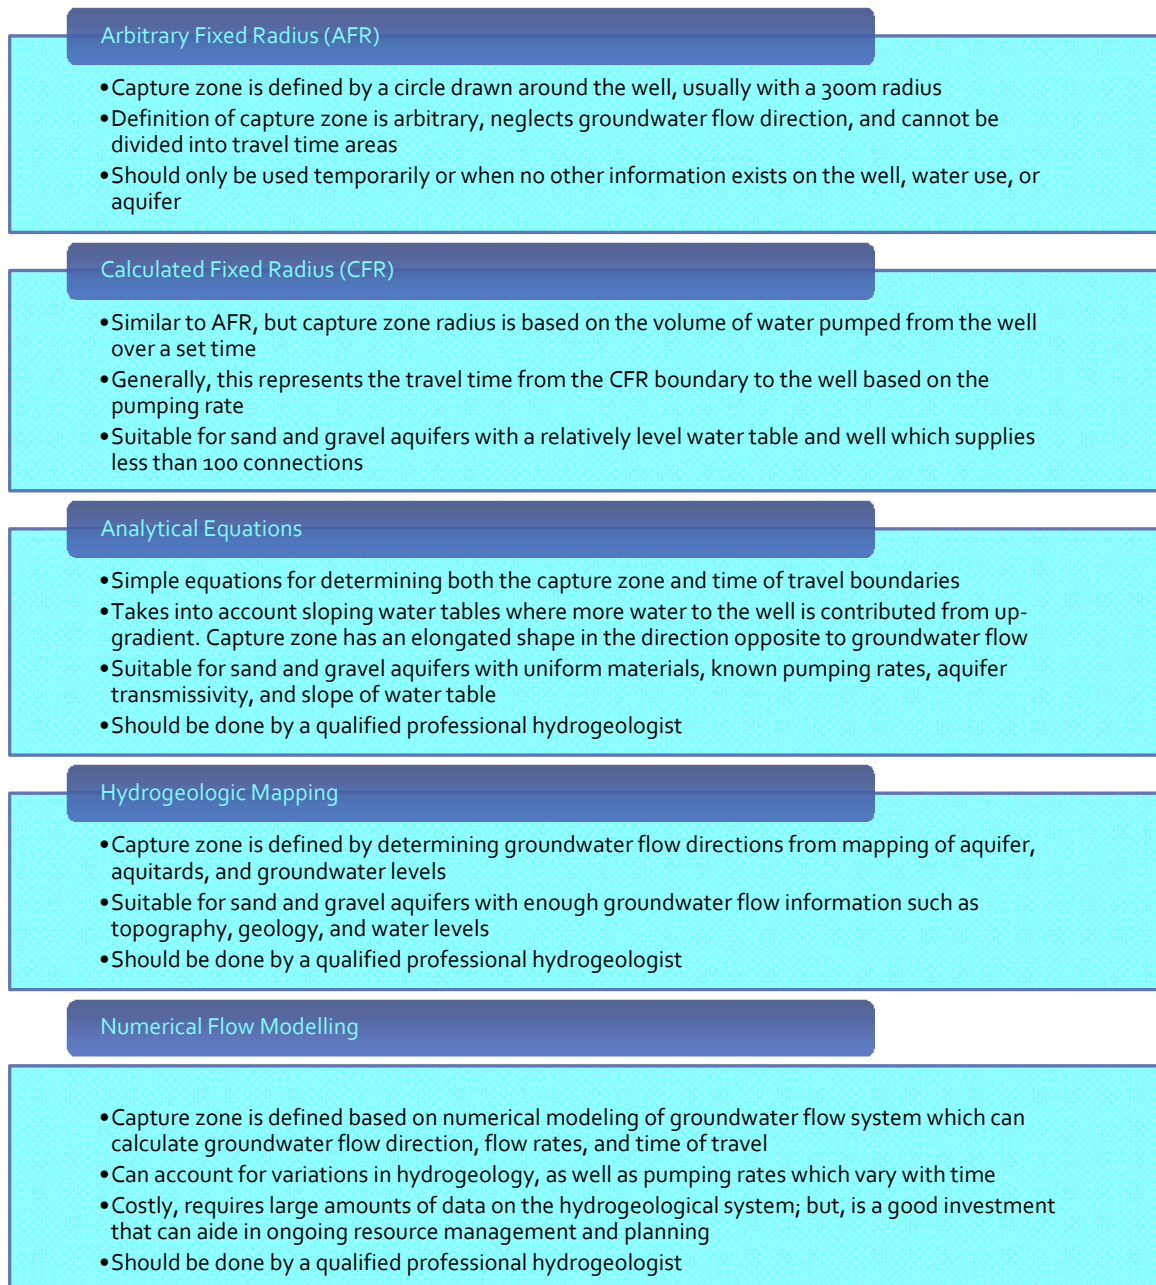 Arbitrary Fixed Radius (AFR)
•Capture zone is defined by a circle drawn around the well, usually with a 300m radius
•Definition of capture zone is arbitrary, neglects groundwater flow direction, and cannot be
divided into travel time areas
•Should only be used temporarily or when no other information exists on the well, water use, or
aquifer
Calculated Fixed Radius (CFR)
•Similar to AFR, but capture zone radius is based on the volume of water pumped from the well
over a set time
•Generally, this represents the travel time from the CFR boundary to the well based on the
pumping rate
•Suitable for sand and gravel aquifers with a relatively level water table and well which supplies
less than 100 connections
Analytical Equations
•Simple equations for determining both the capture zone and time of travel boundaries
•Takes into account sloping water tables where more water to the well is contributed from up-
gradient. Capture zone has an elongated shape in the direction opposite to groundwater flow
•Suitable for sand and gravel aquifers with uniform materials, known pumping rates, aquifer
transmissivity, and slope of water table
•Should be done by a qualified professional hydrogeologist
Hydrogeologic Mapping
•Capture zone is defined by determining groundwater flow directions from mapping of aquifer,
aquitards, and groundwater levels
•Suitable for sand and gravel aquifers with enough groundwater flow information such as
topography, geology, and water levels
•Should be done by a qualified professional hydrogeologist
Numerical Flow Modelling
•Capture zone is defined based on numerical modeling of groundwater flow system which can
calculate groundwater flow direction, flow rates, and time of travel
•Can account for variations in hydrogeology, as well as pumping rates which vary with time
•Costly, requires large amounts of data on the hydrogeological system; but, is a good investment
that can aide in ongoing resource management and planning
•Should be done by a qualified professional hydrogeologist